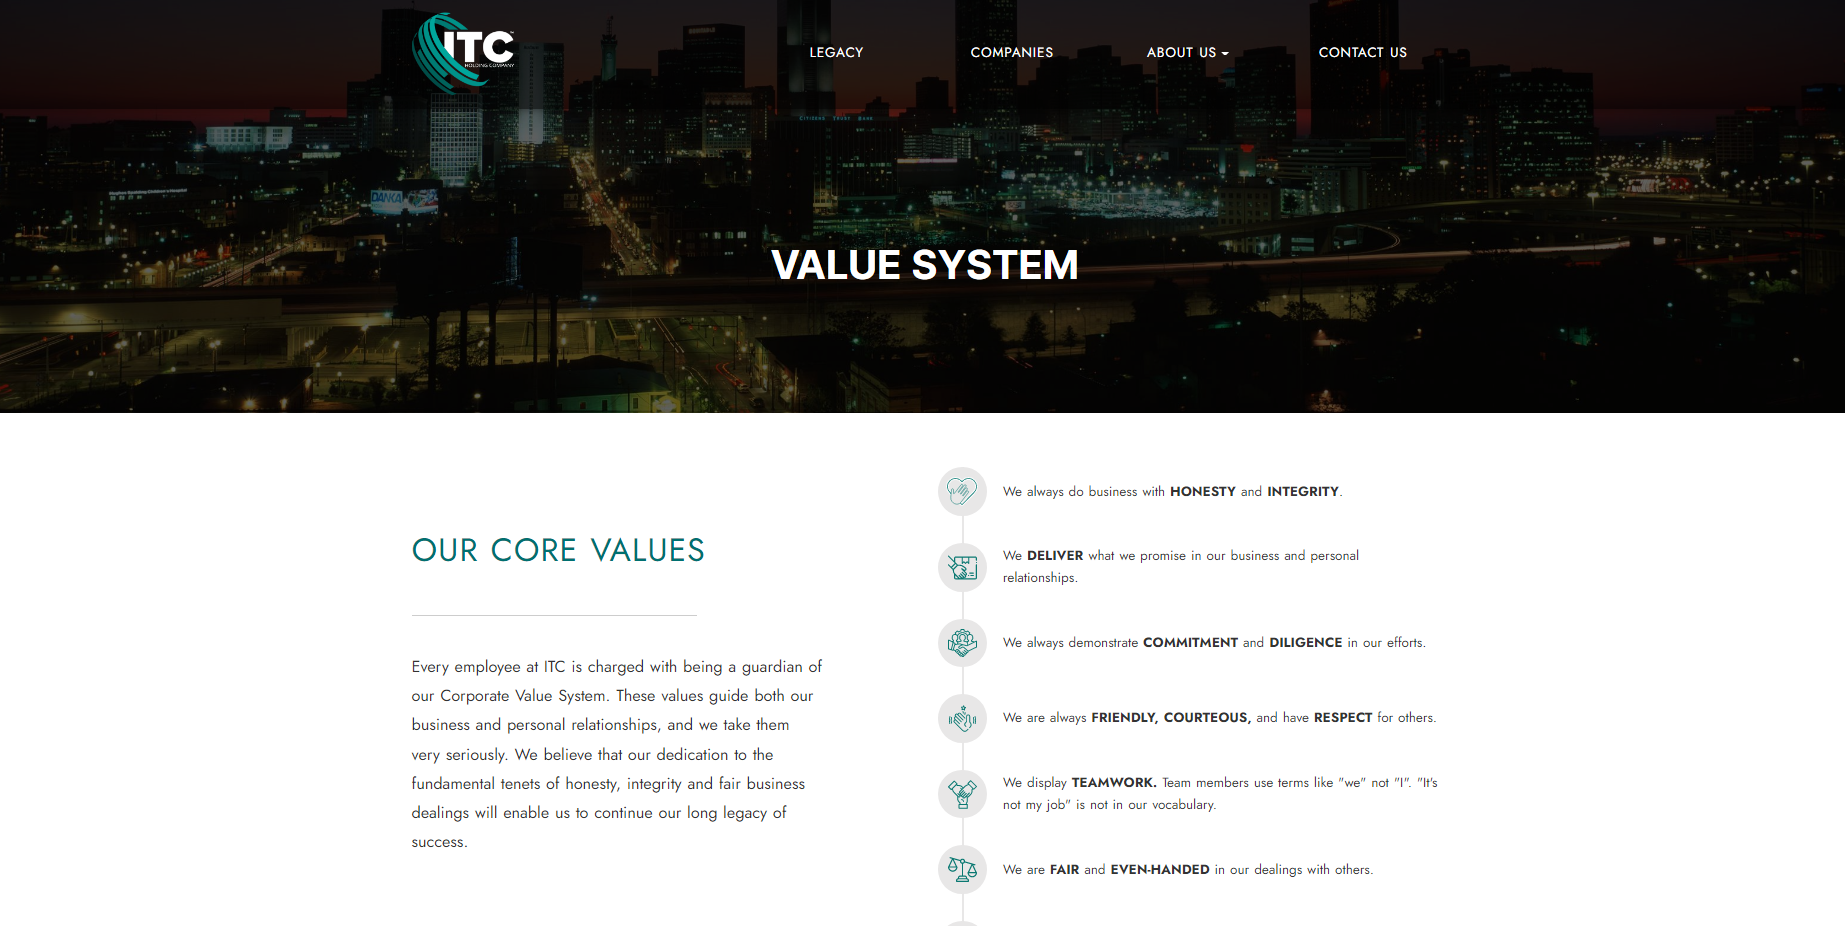 ITC
HOLDING COMPANY
LEGACY
COMPANIES
ABOUT US
CONTACT US
CITIZENS TRUST BANK
DANKA
VALUE SYSTEM
OUR CORE VALUES
Every employee at ITC is charged with being a guardian of
our Corporate Value System. These values guide both our
business and personal relationships, and we take them
very seriously. We believe that our dedication to the
fundamental tenets of honesty, integrity and fair business
dealings will enable us to continue our long legacy of
success.
We always do business with HONESTY and INTEGRITY.
We DELIVER what we promise in our business and personal
relationships.
We always demonstrate COMMITMENT and DILIGENCE in our efforts.
We are always FRIENDLY, COURTEOUS, and have RESPECT for others.
We display TEAMWORK. Team members use terms like "we" not "I". "It's
not my job" is not in our vocabulary.
We are FAIR and EVEN-HANDED in our dealings with others.